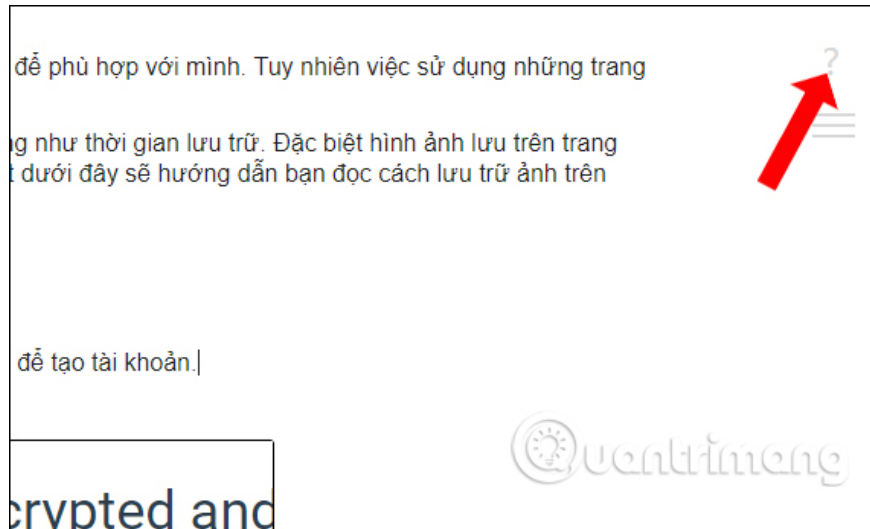 để phù hợp với mình. Tuy nhiên việc sử dụng những trang
?
như thời gian lưu trữ. Đặc biệt hình ảnh lưu trên trang
dưới đây sẽ hướng dẫn bạn đọc cách lưu trữ ảnh trên
để tạo tài khoản.
Quantrimang
and